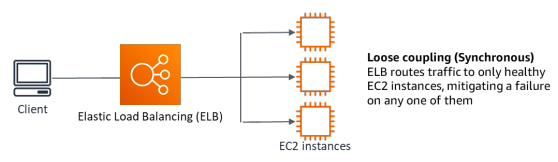 Client
Elastic Load Balancing (ELB)
EC2 instances
Loose coupling (Synchronous)
ELB routes traffic to only healthy
EC2 instances, mitigating a failure
on any one of them